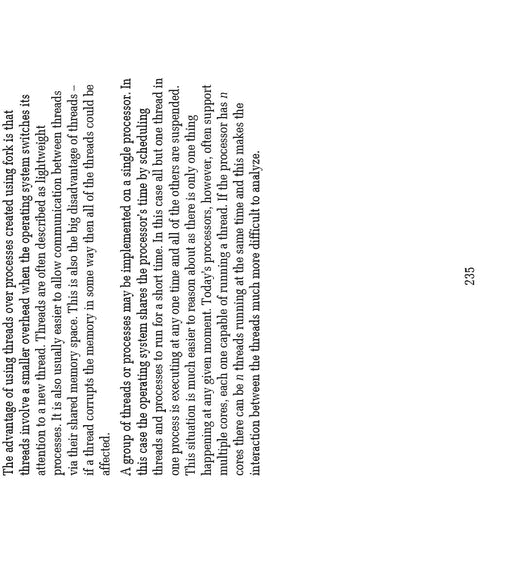 The advantage of using threads over processes created using fork is that
threads involve a smaller overhead when the operating system switches its
attention to a new thread. Threads are often described as lightweight
processes. It is also usually easier to allow communication between threads
via their shared memory space. This is also the big disadvantage of threads –
if a thread corrupts the memory in some way then all of the threads could be
affected.
A group of threads or processes may be implemented on a single processor. In
this case the operating system shares the processor's time by scheduling
threads and processes to run for a short time. In this case all but one thread in
one process is executing at any one time and all of the others are suspended.
This situation is much easier to reason about as there is only one thing
happening at any given moment. Today's processors, however, often support
multiple cores, each one capable of running a thread. If the processor has n
cores there can be n threads running at the same time and this makes the
interaction between the threads much more difficult to analyze.
235